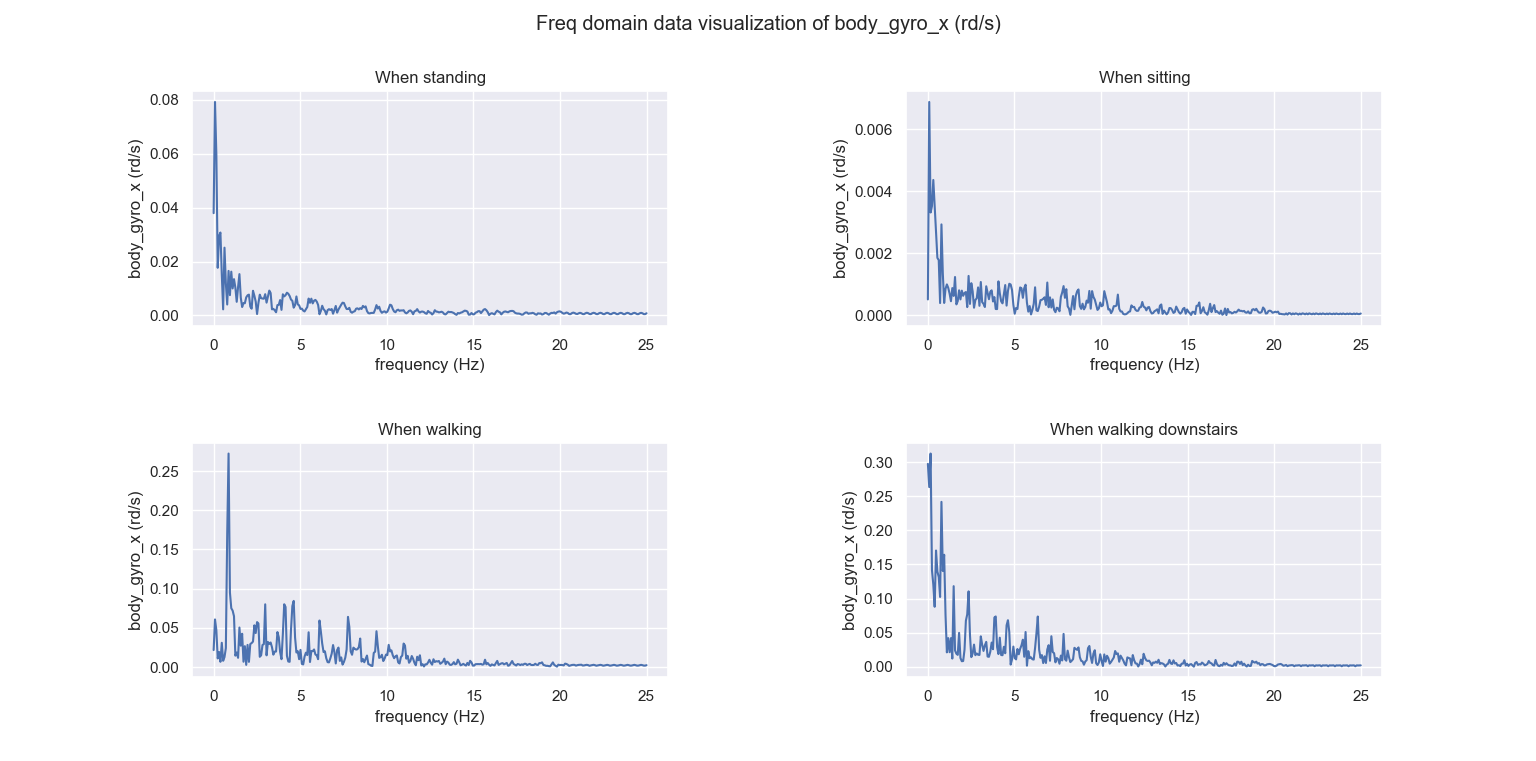 Freq domain data visualization of body_gyro_x (rd/s)
When standing
body_gyro_x (rd/s)
0.08
0.06
0.04
0.02
0.00
0 5 10 15 20 25
frequency (Hz)
When sitting
body_gyro_x (rd/s)
0.006
0.004
0.002
0.000
0 5 10 15 20 25
frequency (Hz)
When walking
body_gyro_x (rd/s)
0.25
0.20
0.15
0.10
0.05
0.00
0 5 10 15 20 25
frequency (Hz)
When walking downstairs
body_gyro_x (rd/s)
0.30
0.25
0.20
0.15
0.10
0.05
0.00
0 5 10 15 20 25
frequency (Hz)